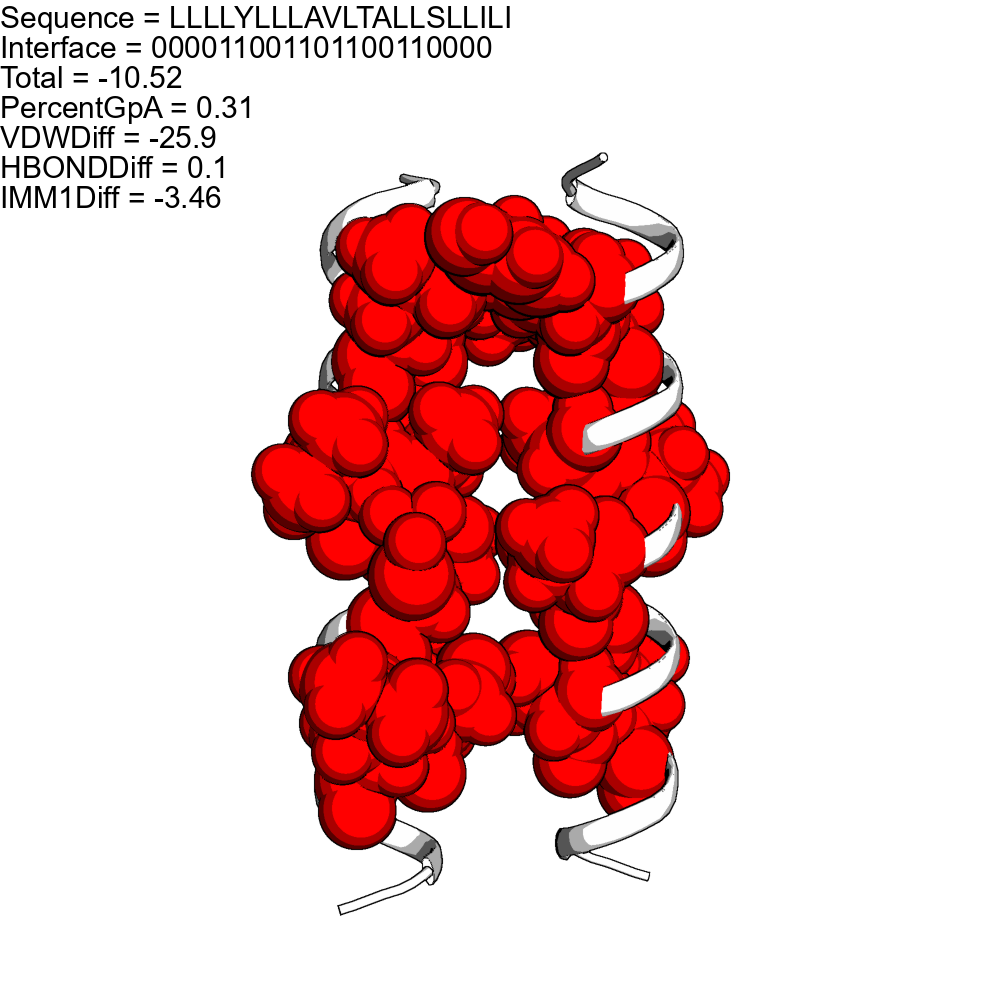 Sequence = LLLLYLLLAVLTALLSLLILI
Interface = 000011001101100110000
Total = -10.52
PercentGpA = 0.31
VDWDiff = -25.9
HBONDDiff = 0.1
IMM1Diff = -3.46